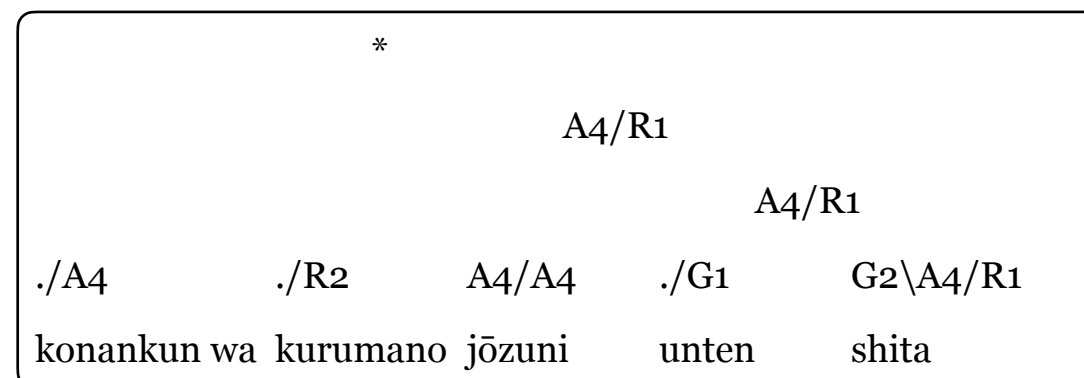 *
A4/R1
A4/R1
./A4 ./R2 A4/A4 ./G1 G2\A4/R1
konankun wa kurumano jōzuni unten shita